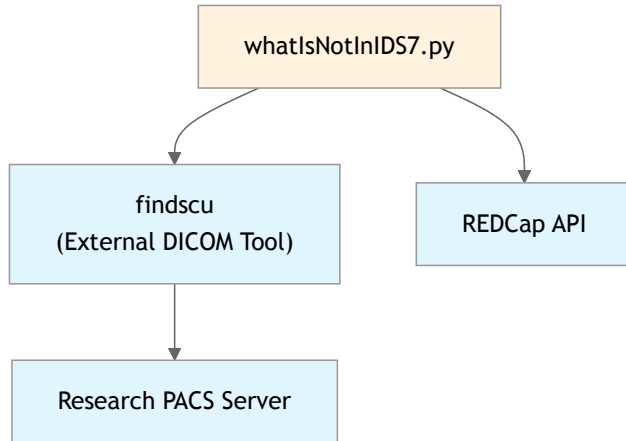 whatIsNotInIDS7.py
findscu
(External DICOM Tool)
REDCap API
Research PACS Server